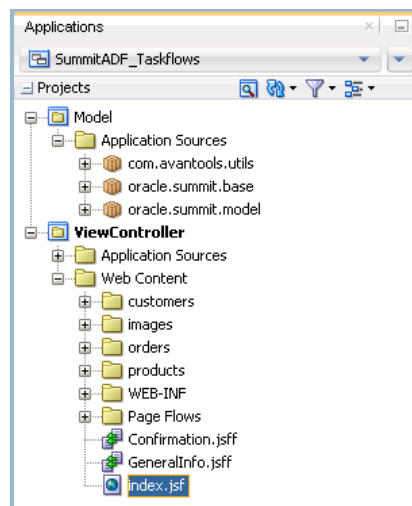 Applications
SummitADF_Taskflows
Projects
Model
Application Sources
com.avantools.utils
oracle.summit.base
oracle.summit.model
ViewController
Application Sources
Web Content
customers
images
orders
products
WEB-INF
Page Flows
Confirmation.jsff
GeneralInfo.jsff
index.jsf